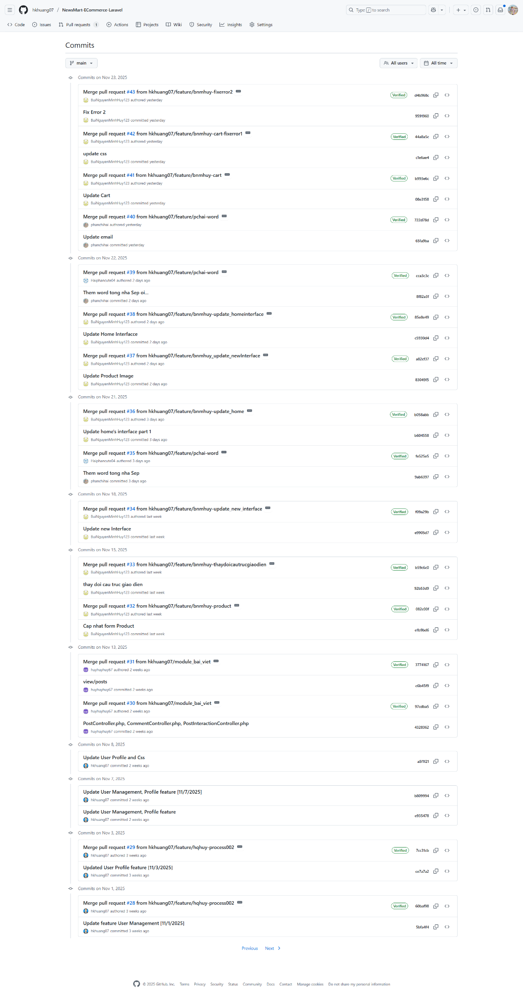 hkhuang07 / NewsMart-ECommerce-Laravel
Type / to search
Code Issues Pull requests 1 Actions Projects Wiki Security Insights Settings
Commits
main
All users All time
Commits on Nov 23, 2025
Merge pull request #43 from hkhuang07/feature/bnmhuy-fixerror2
Verified d4b968c
BuiNguyenMinhHuy123 authored yesterday
Fix Error 2
9591960
BuiNguyenMinhHuy123 committed yesterday
Merge pull request #42 from hkhuang07/feature/bnmhuy-cart-fixerror1
Verified 44a8a5c
BuiNguyenMinhHuy123 authored yesterday
update css
c1e6ae4
BuiNguyenMinhHuy123 committed yesterday
Merge pull request #41 from hkhuang07/feature/bnmhuy-cart
Verified b993e6c
BuiNguyenMinhHuy123 authored yesterday
Update Cart
08e3158
BuiNguyenMinhHuy123 committed yesterday
Merge pull request #40 from hkhuang07/feature/pchai-word
Verified 722d78d
phanchihai authored yesterday
Update email
65fa9ba
phanchihai committed yesterday
Commits on Nov 22, 2025
Merge pull request #39 from hkhuang07/feature/pchai-word
Verified cca3c3c
Haiphancute04 authored 2 days ago
Them word tong nha Sep oi...
8f82a3f
phanchihai committed 2 days ago
Merge pull request #38 from hkhuang07/feature/bnmhuy-update_homeinterface
Verified 85e8e49
BuiNguyenMinhHuy123 authored 2 days ago
Update Home Interfacce
c5930d4
BuiNguyenMinhHuy123 committed 2 days ago
Merge pull request #37 from hkhuang07/feature/bnmhuy_update_newInterface
Verified a82cf37
BuiNguyenMinhHuy123 authored 2 days ago
Update Product Image
83049f5
BuiNguyenMinhHuy123 committed 2 days ago
Commits on Nov 21, 2025
Merge pull request #36 from hkhuang07/feature/bnmhuy-update_home
Verified b058abb
BuiNguyenMinhHuy123 authored 3 days ago
Update home's interface part 1
b604558
BuiNguyenMinhHuy123 committed 3 days ago
Merge pull request #35 from hkhuang07/feature/pchai-word
Verified fe525e5
Haiphancute04 authored 3 days ago
Them word tong nha Sep
9ab6397
phanchihai committed 3 days ago
Commits on Nov 18, 2025
Merge pull request #34 from hkhuang07/feature/bnmhuy-update_new_interface
Verified f09a29b
BuiNguyenMinhHuy123 authored last week
Update new Interface
e9905d7
BuiNguyenMinhHuy123 committed last week
Commits on Nov 15, 2025
Merge pull request #33 from hkhuang07/feature/bnmhuy-thaydoicautrucgiaodien
Verified b59c6c0
BuiNguyenMinhHuy123 authored last week
thay doi cau truc giao dien
92b53d9
BuiNguyenMinhHuy123 committed last week
Merge pull request #32 from hkhuang07/feature/bnmhuy-product
Verified 082c00f
BuiNguyenMinhHuy123 authored last week
Cap nhat form Product
e1b9bd6
BuiNguyenMinhHuy123 committed last week
Commits on Nov 13, 2025
Merge pull request #31 from hkhuang07/module_bai_viet
Verified 3774167
huyhuyhuy67 authored 2 weeks ago
view/posts
c6b45f9
huyhuyhuy67 committed 2 weeks ago
Merge pull request #30 from hkhuang07/module_bai_viet
Verified 97cdba5
huyhuyhuy67 authored 2 weeks ago
PostController.php, CommentController.php, PostInteractionController.php
4328362
huyhuyhuy67 committed 2 weeks ago
Commits on Nov 8, 2025
Update User Profile and Css
a5f1f21
hkhuang07 committed 2 weeks ago
Commits on Nov 7, 2025
Update User Management, Profile feature [11/7/2025]
b809994
hkhuang07 committed 2 weeks ago
Update User Management, Profile feature
e935478
hkhuang07 committed 2 weeks ago
Commits on Nov 3, 2025
Merge pull request #29 from hkhuang07/feature/hqhuy-process002
Verified 7cc31cb
hkhuang07 authored 3 weeks ago
Updated User Profile feature [11/3/2025]
ce7a7a2
hkhuang07 committed 3 weeks ago
Commits on Nov 1, 2025
Merge pull request #28 from hkhuang07/feature/hqhuy-process002
Verified 60baf98
hkhuang07 authored 3 weeks ago
Update feature User Management [11/1/2025]
5bfa4f4
hkhuang07 committed 3 weeks ago
Previous Next
© 2025 GitHub, Inc. Terms Privacy Security Status Community Docs Contact Manage cookies Do not share my personal information